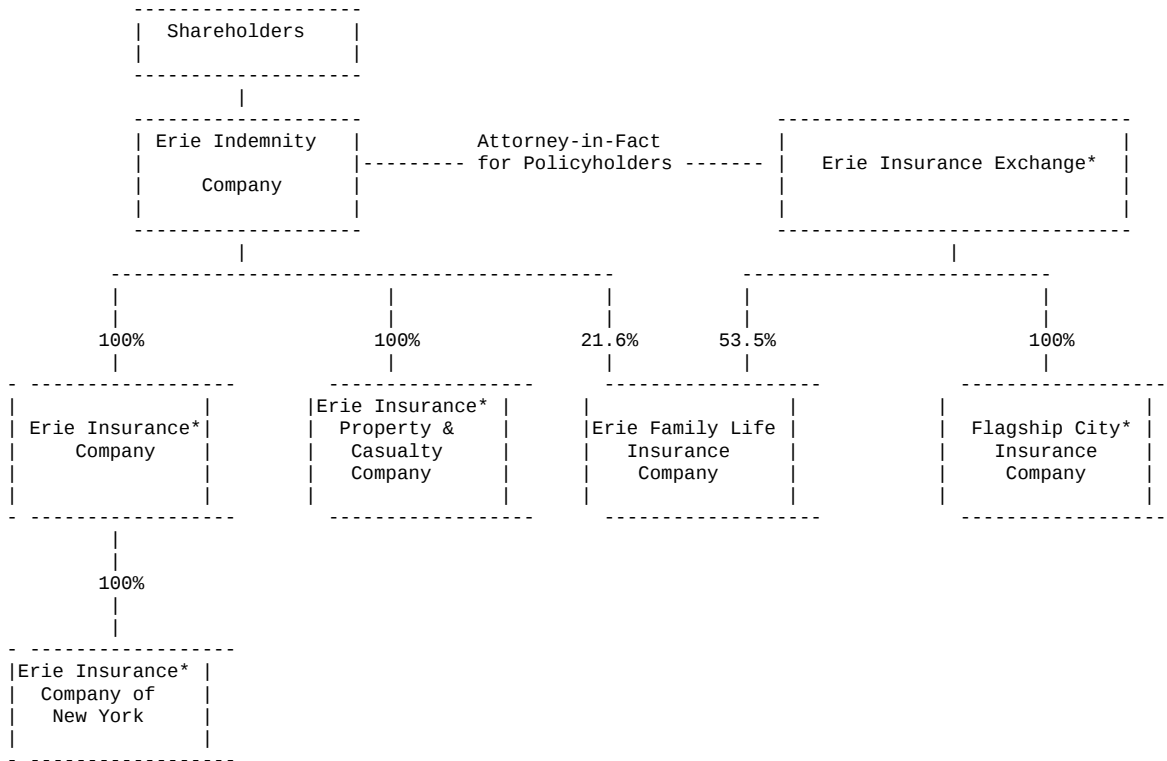 Shareholders
Erie Indemnity
Company
Attorney-in-Fact
for Policyholders
Erie Insurance Exchange*
100%
100%
21.6%
53.5%
100%
Erie Insurance*
Company
Erie Insurance*
Property &
Casualty
Company
Erie Family Life
Insurance
Company
Flagship City*
Insurance
Company
100%
Erie Insurance*
Company of
New York